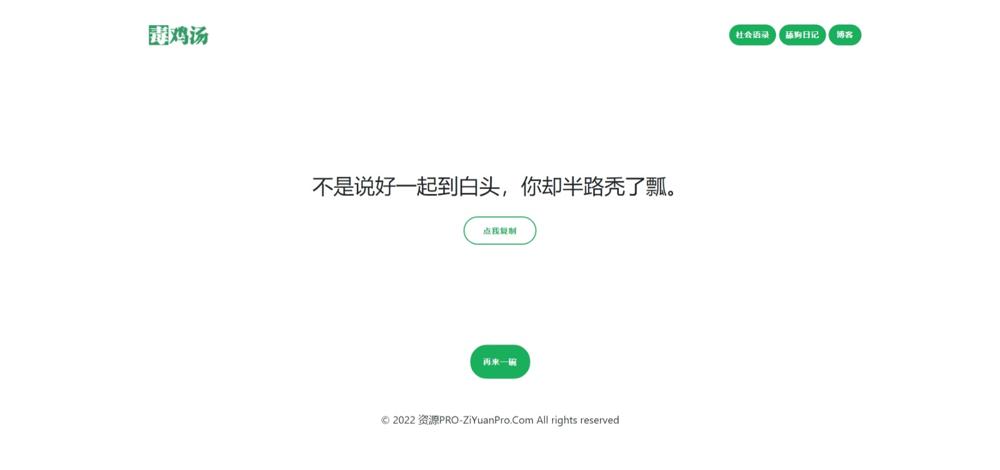 毒鸡汤
社会语录 舔狗日记 博客
不是说好一起到白头，你却半路秃了瓢。
点我复制
再来一碗
© 2022 资源PRO-ZiYuanPro.Com All rights reserved